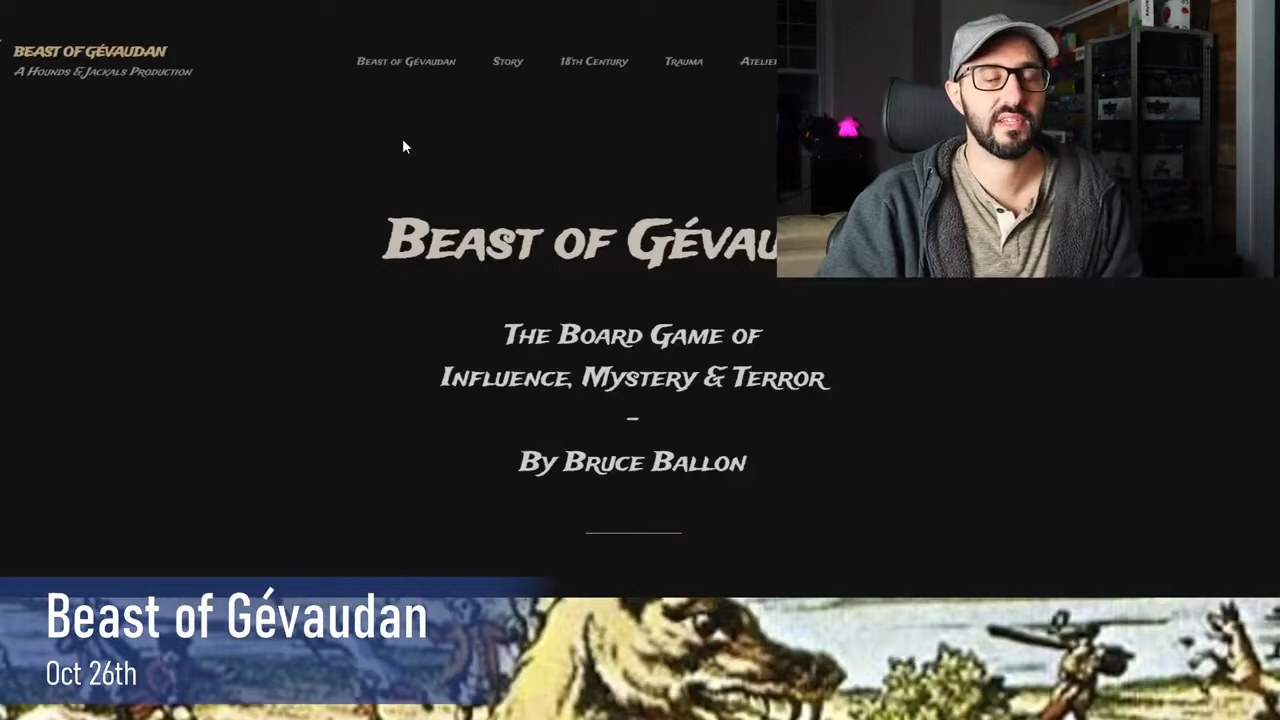 BEAST OF GÉVAUDAN
A HOUNDS & JACKALS PRODUCTION
BEAST OF GÉVAUDAN STORY 18TH CENTURY TRAUMA ATELIER
BEAST OF GÉVAU
THE BOARD GAME OF
INFLUENCE, MYSTERY & TERROR
–
BY BRUCE BALLON
Beast of Gévaudan
Oct 26th